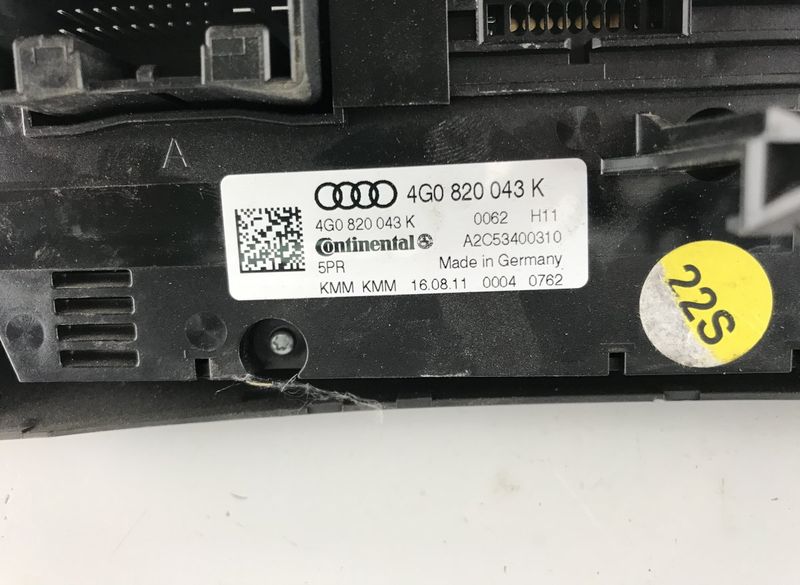 A
4G0 820 043 K
4G0 820 043 K 0062 H11
Continental A2C53400310
5PR Made in Germany
KMM KMM 16.08.11 0004 0762
22S